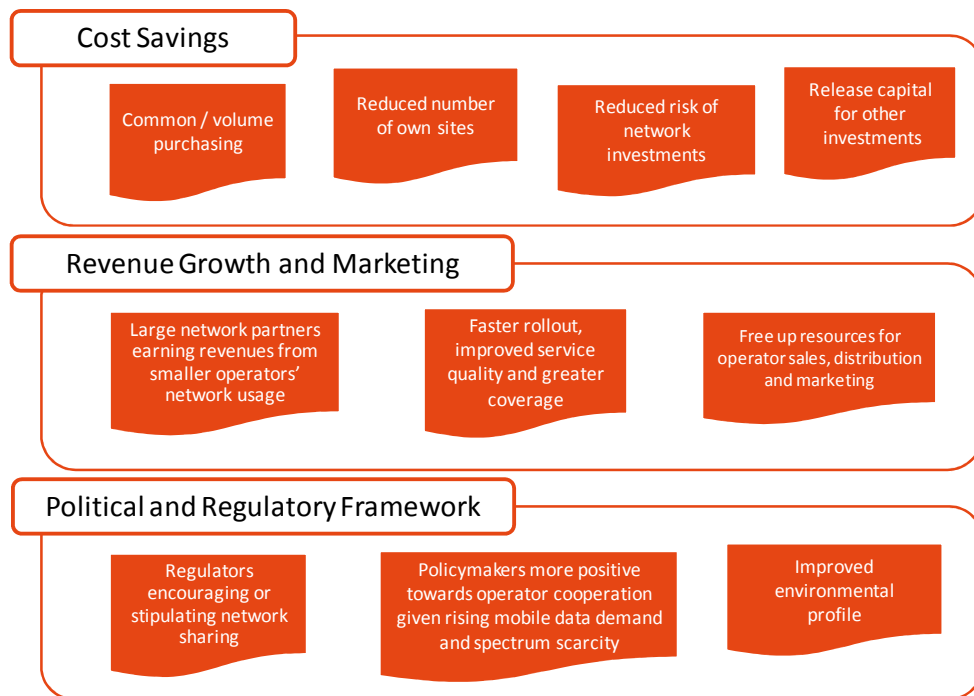 Cost Savings
Common / volume
purchasing
Reduced number
of own sites
Reduced risk of
network
investments
Release capital
for other
investments
Revenue Growth and Marketing
Large network partners
earning revenues from
smaller operators’
network usage
Faster rollout,
improved service
quality and greater
coverage
Free up resources for
operator sales, distribution
and marketing
Political and Regulatory Framework
Regulators
encouraging or
stipulating network
sharing
Policymakers more positive
towards operator cooperation
given rising mobile data demand
and spectrum scarcity
Improved
environmental
profile